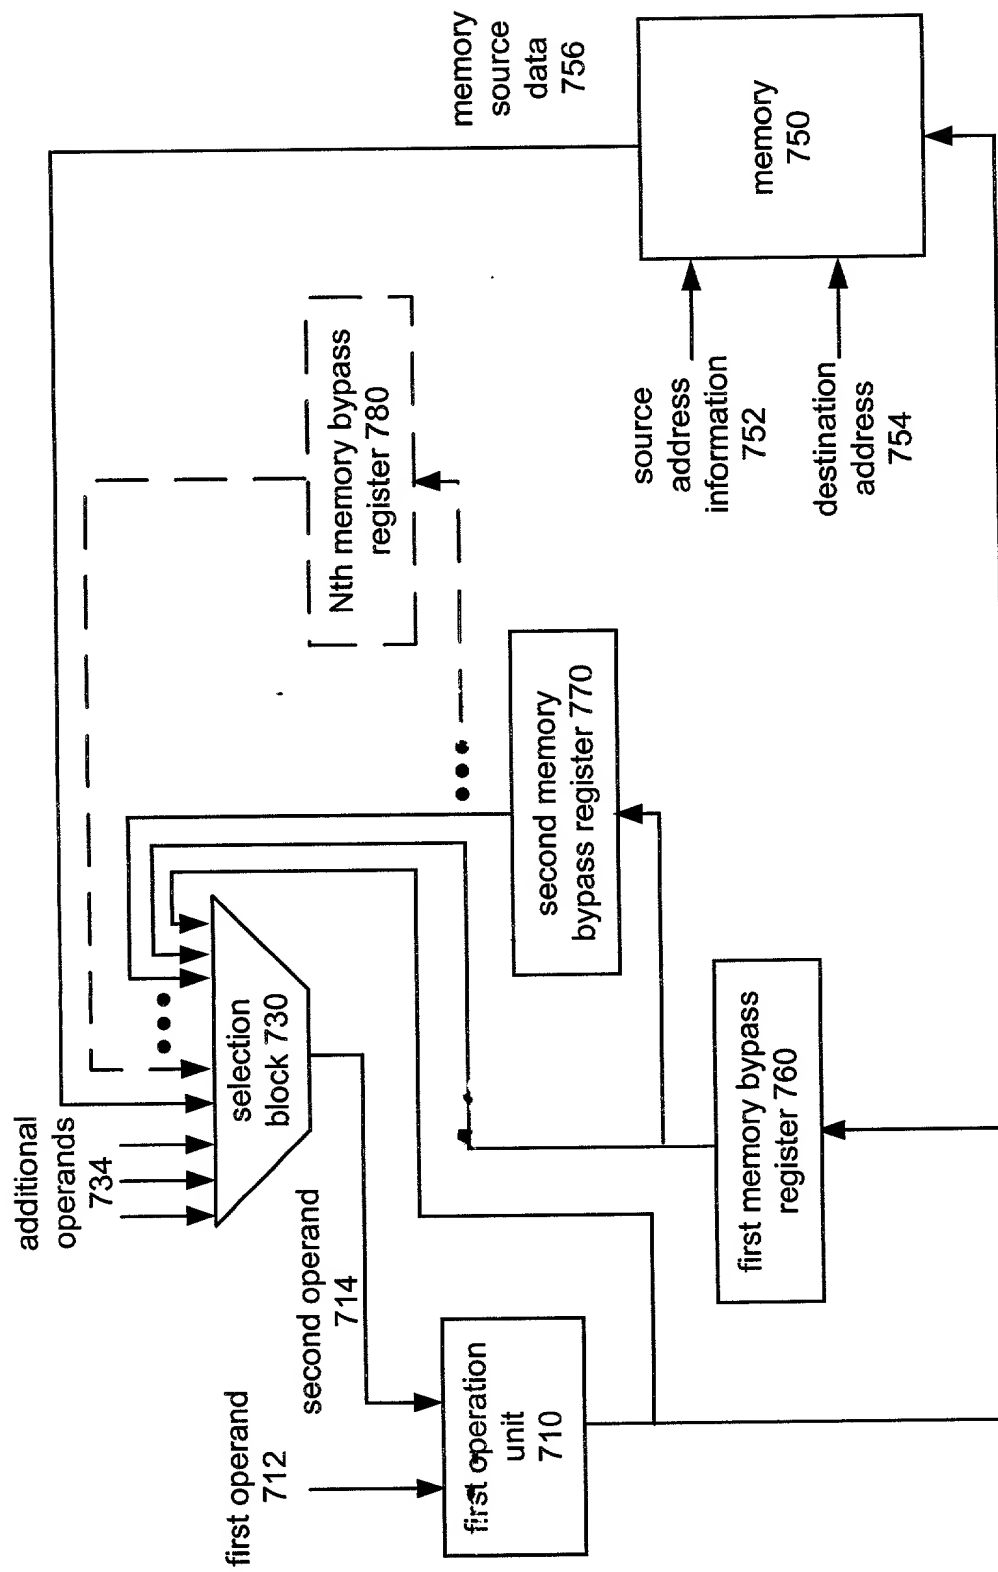 additional
operands
734
selection
block 730
first operand
712
second operand
714
first operation
unit
710
first memory bypass
register 760
second memory
bypass register 770
Nth memory bypass
register 780
memory
source
data
756
source
address
information
752
destination
address
754
memory
750